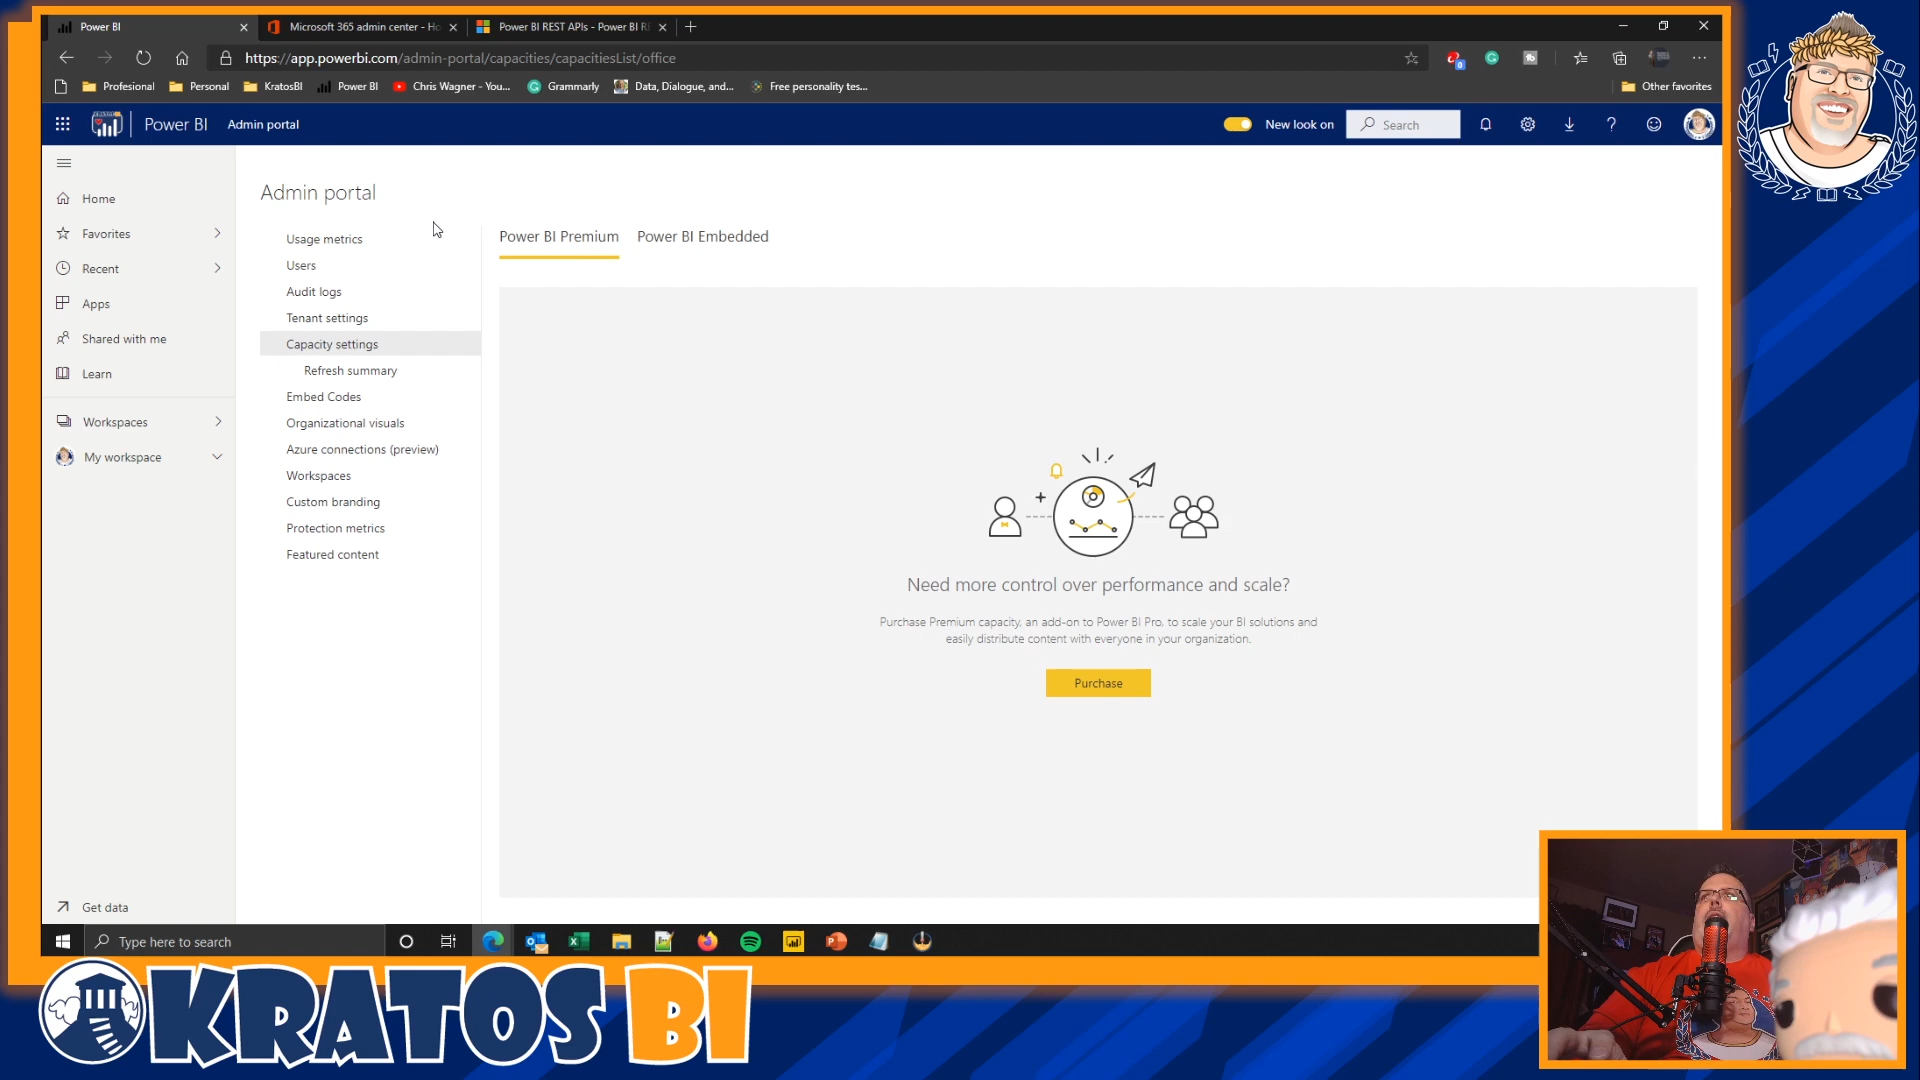 Power BI
Microsoft 365 admin center - Ho
Power BI REST APIs - Power BI R
https://app.powerbi.com/admin-portal/capacities/capacitiesList/office
Profesional
Personal
KratosBI
Power BI
Chris Wagner - You...
Grammarly
Data, Dialogue, and...
Free personality tes...
Other favorites
Power BI
Admin portal
New look on
Search
Home
Favorites
Recent
Apps
Shared with me
Learn
Workspaces
My workspace
Get data
Admin portal
Usage metrics
Users
Audit logs
Tenant settings
Capacity settings
Refresh summary
Embed Codes
Organizational visuals
Azure connections (preview)
Workspaces
Custom branding
Protection metrics
Featured content
Power BI Premium
Power BI Embedded
Need more control over performance and scale?
Purchase Premium capacity, an add-on to Power BI Pro, to scale your BI solutions and
easily distribute content with everyone in your organization.
Purchase
Type here to search
KRATOS BI